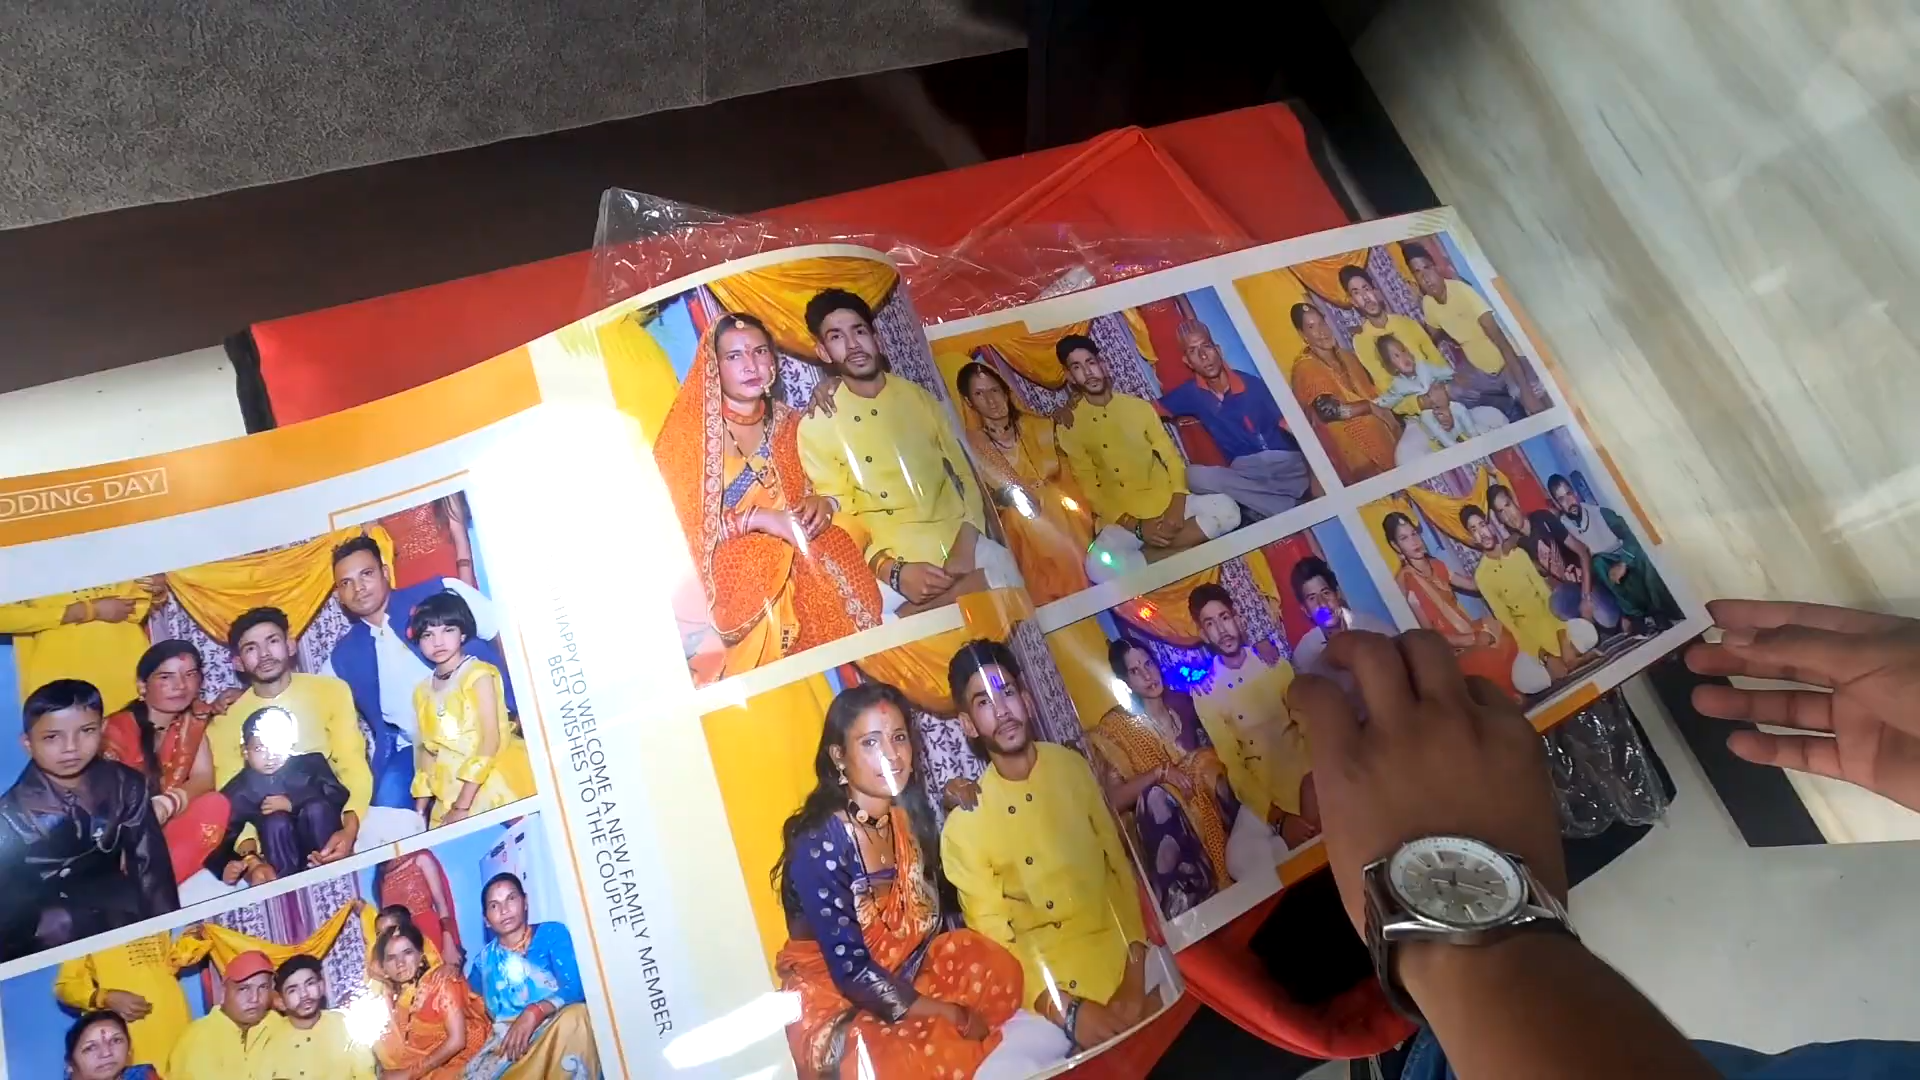 DDING DAY
HAPPY TO WELCOME A NEW FAMILY MEMBER.
BEST WISHES TO THE COUPLE.